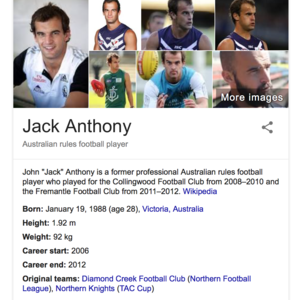 More images
Jack Anthony
Australian rules football player
John "Jack" Anthony is a former professional Australian rules football
player who played for the Collingwood Football Club from 2008–2010 and
the Fremantle Football Club from 2011–2012. Wikipedia
Born: January 19, 1988 (age 28), Victoria, Australia
Height: 1.92 m
Weight: 92 kg
Career start: 2006
Career end: 2012
Original teams: Diamond Creek Football Club (Northern Football
League), Northern Knights (TAC Cup)